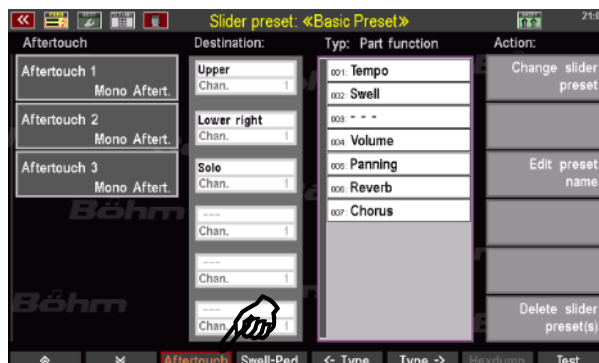 Slider preset: «Basic Preset»
Aftertouch
Destination:
Typ: Part function
Action:
Aftertouch 1
Mono Aftert.
Aftertouch 2
Mono Aftert.
Aftertouch 3
Mono Aftert.
Upper
Chan. 1
Lower right
Chan. 1
Solo
Chan. 1
---
Chan. 1
---
Chan. 1
---
Chan. 1
001: Tempo
002: Swell
003: - - -
004: Volume
005: Panning
006: Reverb
007: Chorus
Change slider
preset
Edit preset
name
Delete slider
preset(s)
Böhm
Böhm
Aftertouch
Swell-Ped
<- Type
Type ->
Hexdump
Test